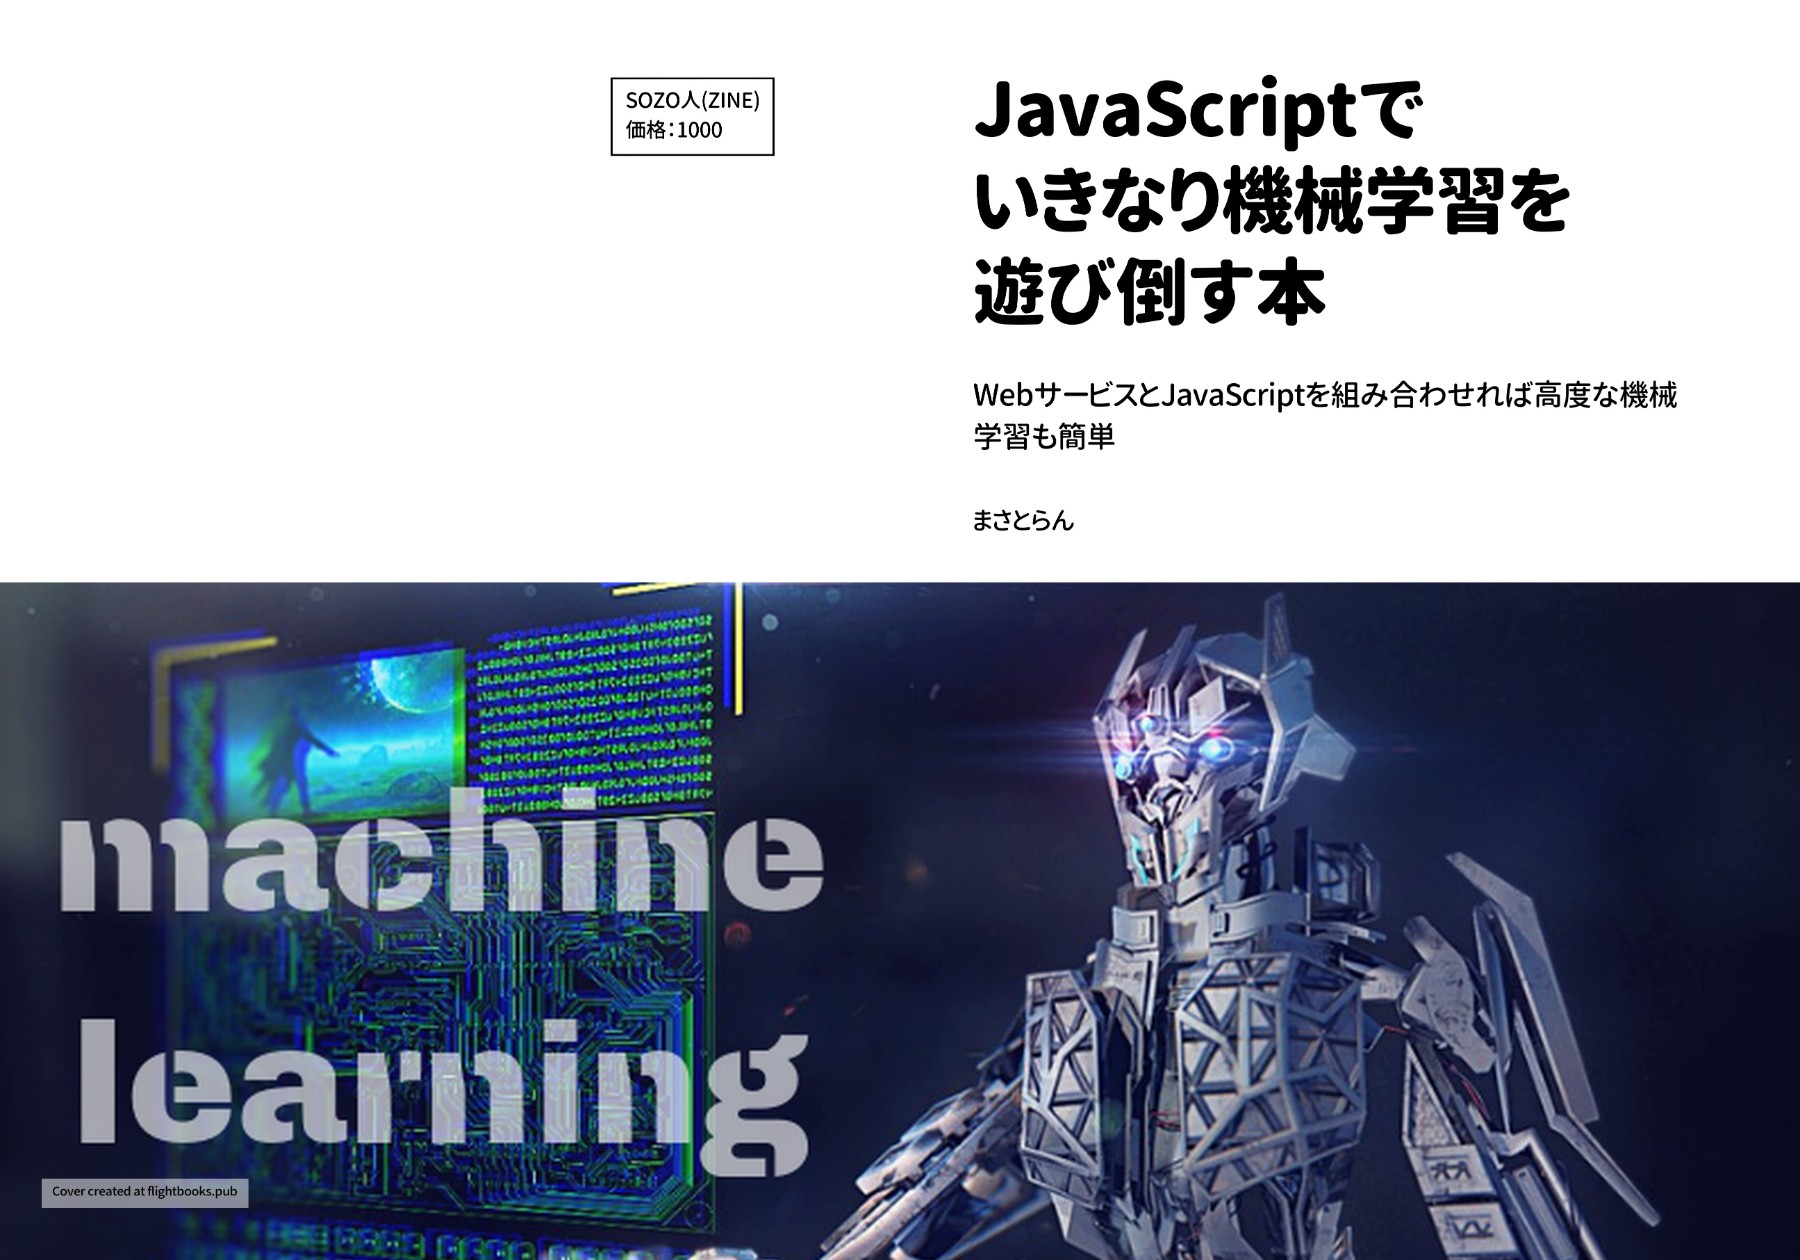 SOZO人(ZINE)
価格：1000
JavaScriptで
いきなり機械学習を
遊び倒す本
WebサービスとJavaScriptを組み合わせれば高度な機械
学習も簡単
まさとらん
machine
learning
Cover created at flightbooks.pub